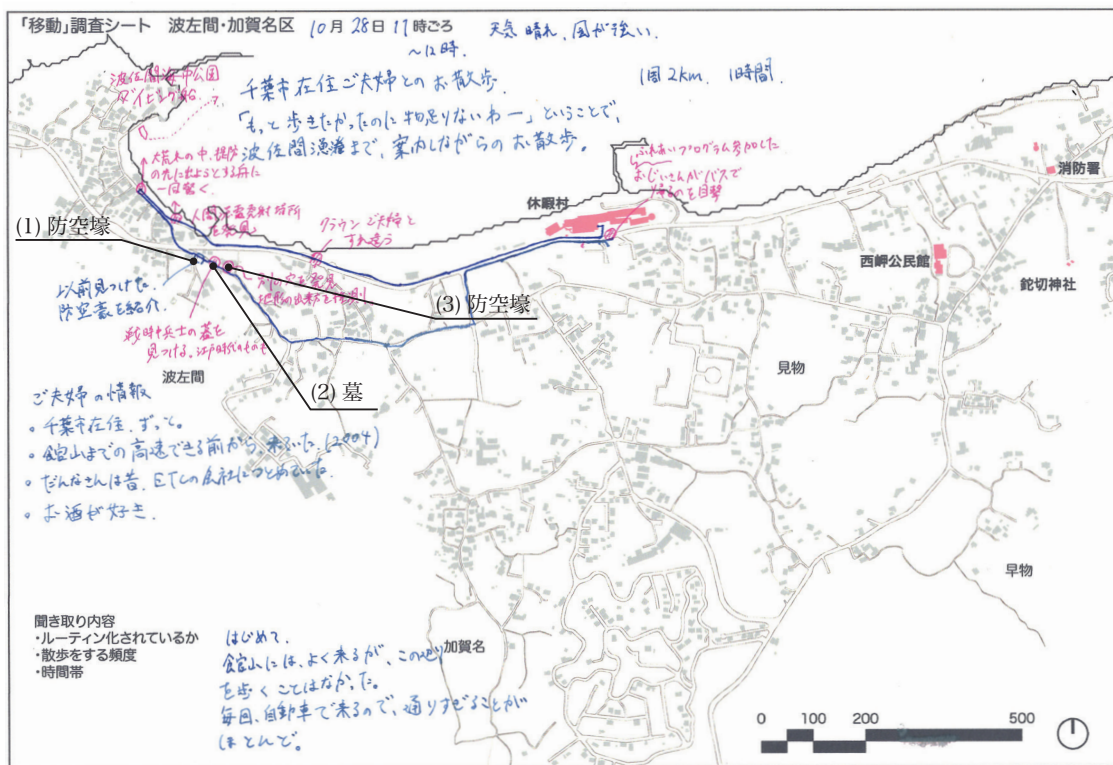 「移動」調査シート 波左間・加賀名区 10月28日11時ごろ
~12時.
天気 晴れ、風が強い.
千葉市在住ご夫婦とのお散歩.
1周2km. 1時間.
「もっと歩きたかったのに物足りないわー」ということで、
波佐間漁港まで、案内しながらのお散歩。
波佐間海中公園
ダイビング船
大荒れの中、堤防
の先に出ようとする舟に
一同驚く.
人間魚雷発射場所
を発見
クラウンご夫婦と
すれ違う
ふれあいプログラム参加した
おじいさんがバスで
帰るのを目撃
休暇村
消防署
西岬公民館
鉈切神社
(1) 防空壕
以前見つけた.
防空豪を紹介.
(3) 防空壕
戦時中兵士の墓を
見つける.江戸時代のものも
(2) 墓
波左間
見物
早物
加賀名
ご夫婦の情報
・千葉市在住.ずっと。
・館山までの高速できる前から、来ていた(2004)
・だんなさんは昔、ETCの会社につとめていた
・お酒が好き.
聞き取り内容
・ルーティン化されているか
・散歩をする頻度
・時間帯
はじめて.
館山には、よく来るが、この辺り
を歩くことはなかった。
毎回、自動車で来るので、通りすぎることが
ほとんど。
0 100 200 500